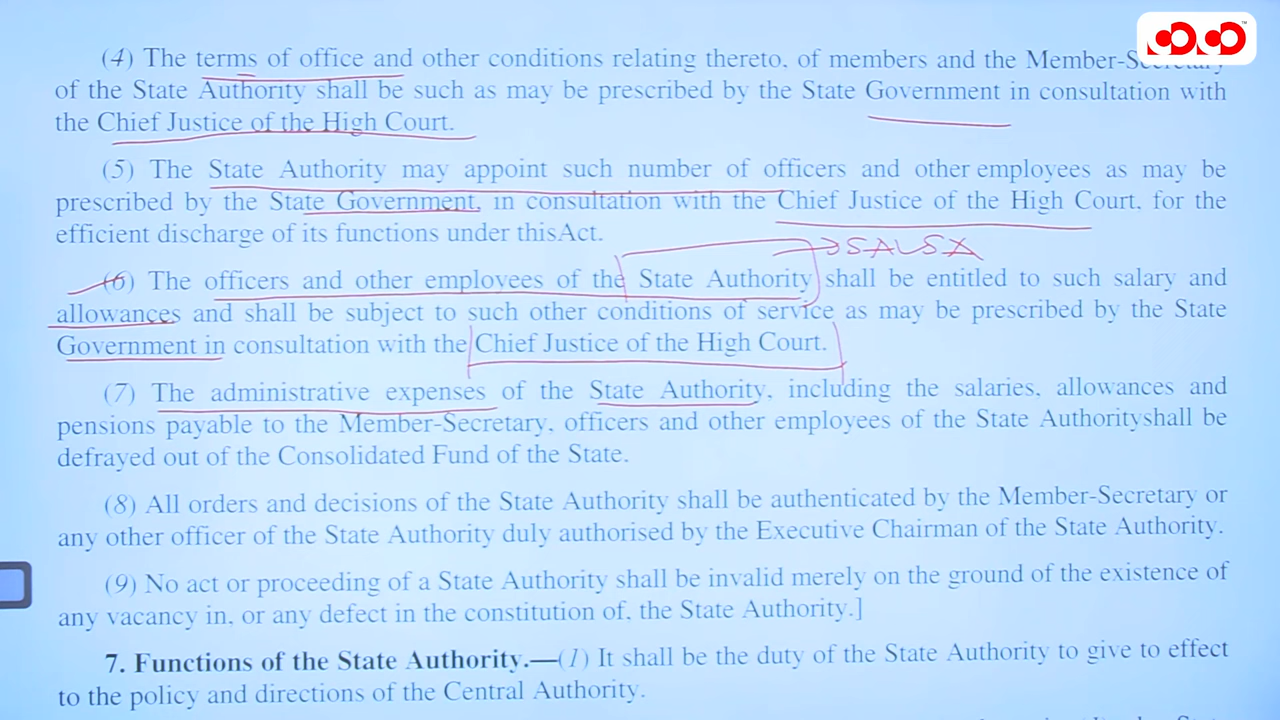 (4) The terms of office and other conditions relating thereto, of members and the Member-Secretary
of the State Authority shall be such as may be prescribed by the State Government in consultation with
the Chief Justice of the High Court.
(5) The State Authority may appoint such number of officers and other employees as may be
prescribed by the State Government, in consultation with the Chief Justice of the High Court, for the
efficient discharge of its functions under thisAct.
SALSA
(6) The officers and other employees of the State Authority shall be entitled to such salary and
allowances and shall be subject to such other conditions of service as may be prescribed by the State
Government in consultation with the Chief Justice of the High Court.
(7) The administrative expenses of the State Authority, including the salaries, allowances and
pensions payable to the Member-Secretary, officers and other employees of the State Authorityshall be
defrayed out of the Consolidated Fund of the State.
(8) All orders and decisions of the State Authority shall be authenticated by the Member-Secretary or
any other officer of the State Authority duly authorised by the Executive Chairman of the State Authority.
(9) No act or proceeding of a State Authority shall be invalid merely on the ground of the existence of
any vacancy in, or any defect in the constitution of, the State Authority.]
7. Functions of the State Authority.—(1) It shall be the duty of the State Authority to give to effect
to the policy and directions of the Central Authority.